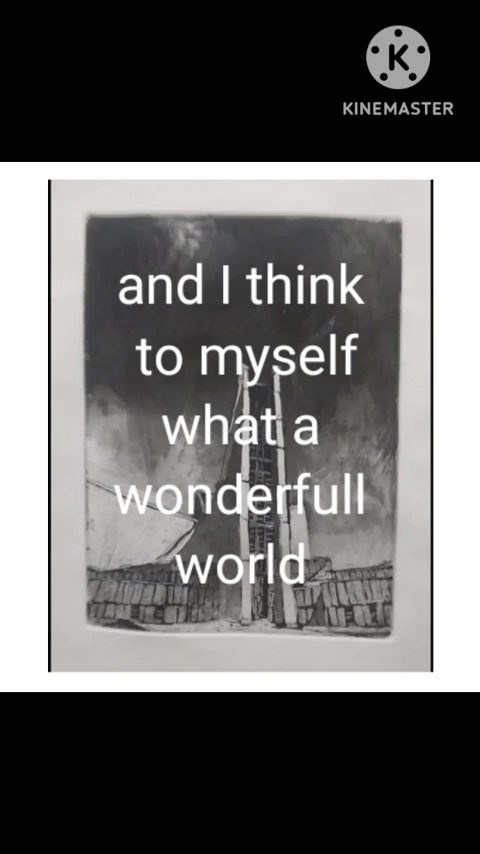 KINEMASTER
and I think
to myself
what a
wonderfull
world